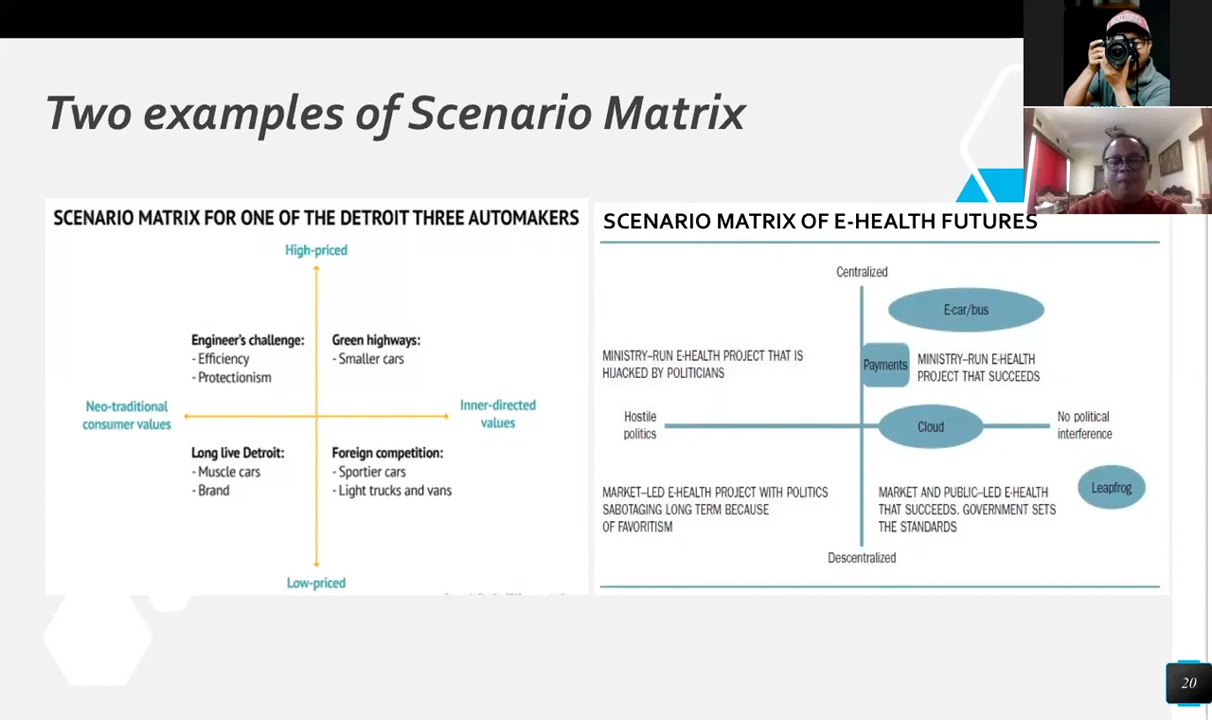 Two examples of Scenario Matrix
SCENARIO MATRIX FOR ONE OF THE DETROIT THREE AUTOMAKERS
High-priced
Engineer's challenge:
- Efficiency
- Protectionism
Green highways:
- Smaller cars
Neo-traditional
consumer values
Inner-directed
values
Long live Detroit:
- Muscle cars
- Brand
Foreign competition:
- Sportier cars
- Light trucks and vans
Low-priced
SCENARIO MATRIX OF E-HEALTH FUTURES
Centralized
E-car/bus
MINISTRY–RUN E-HEALTH PROJECT THAT IS
HIJACKED BY POLITICIANS
Payments
MINISTRY–RUN E-HEALTH
PROJECT THAT SUCCEEDS
Hostile
politics
Cloud
No political
interference
MARKET–LED E-HEALTH PROJECT WITH POLITICS
SABOTAGING LONG TERM BECAUSE
OF FAVORITISM
MARKET AND PUBLIC–LED E-HEALTH
THAT SUCCEEDS. GOVERNMENT SETS
THE STANDARDS
Leapfrog
Descentralized
20